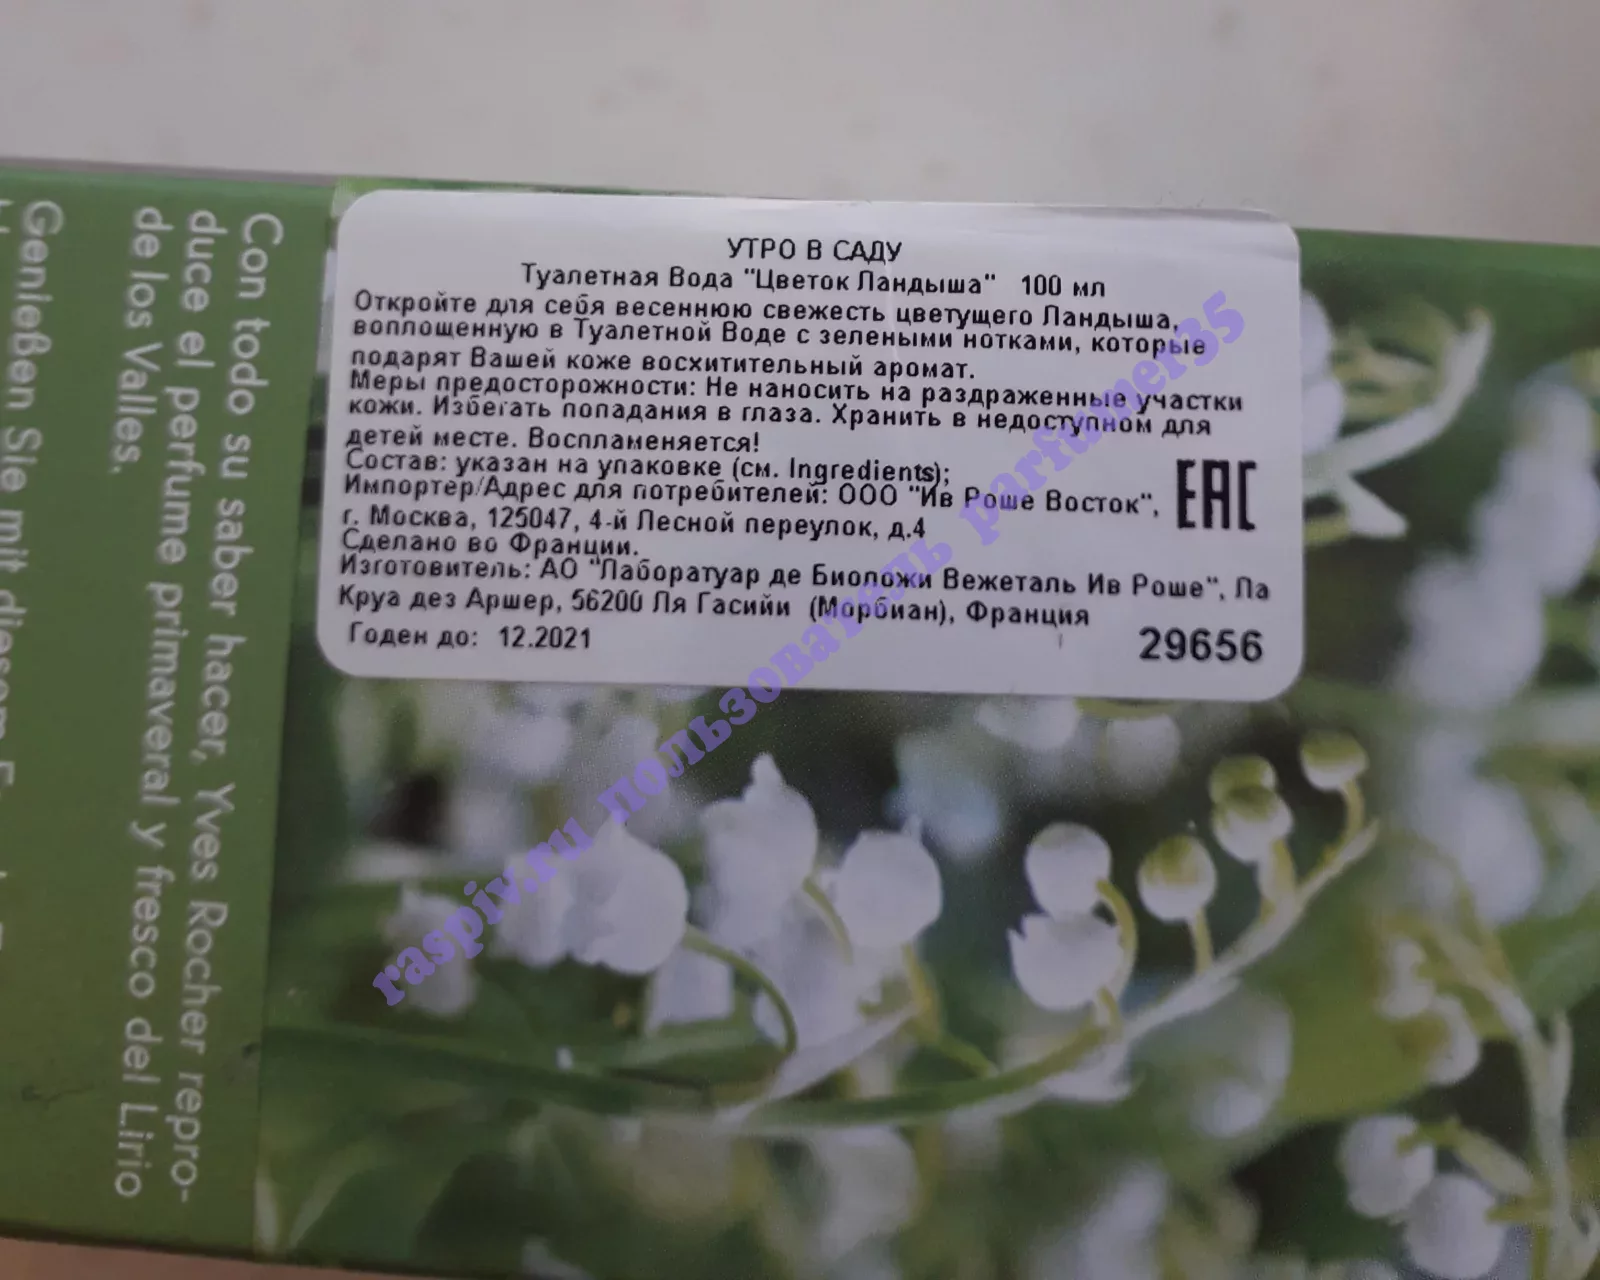 УТРО В САДУ
Туалетная Вода "Цветок Ландыша" 100 мл
Откройте для себя весеннюю свежесть цветущего Ландыша,
воплощенную в Туалетной Воде с зелеными нотками, которые
подарят Вашей коже восхитительный аромат.
Меры предосторожности: Не наносить на раздраженные участки
кожи. Избегать попадания в глаза. Хранить в недоступном для
детей месте. Воспламеняется!
Состав: указан на упаковке (см. Ingredients);
Импортер/Адрес для потребителей: ООО "Ив Роше Восток",
г. Москва, 125047, 4-й Лесной переулок, д.4
Сделано во Франции.
Изготовитель: АО "Лаборатуар де Биоложи Вежеталь Ив Роше", Ла
Круа дез Аршер, 56200 Ля Гасийи (Морбиан), Франция
Годен до: 12.2021
29656
EAC
Con todo su saber hacer, Yves Rocher repro-
duce el perfume primaveral y fresco del Lirio
de los Valles.
Genießen Sie mit diesem
raspiv.ru пользователь parfumer35